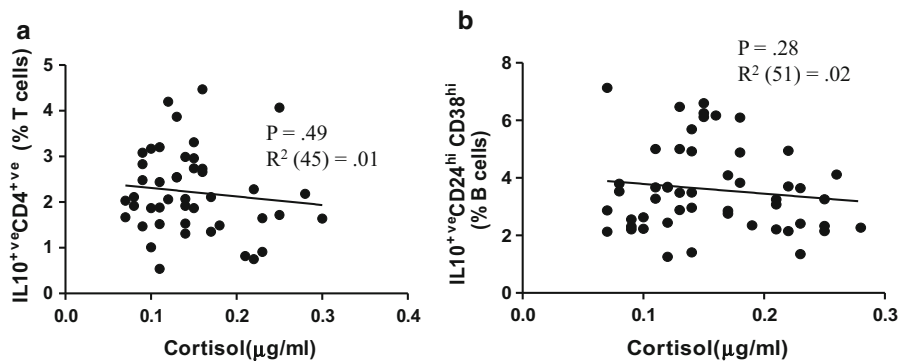 a
IL10+veCD4+ve (% T cells)
5
4
3
2
1
0
P = .49
R² (45) = .01
0.0 0.1 0.2 0.3 0.4
Cortisol(μg/ml)
b
IL10+veCD24hi CD38hi
(% B cells)
8
6
4
2
0
P = .28
R² (51) = .02
0.0 0.1 0.2 0.3
Cortisol(μg/ml)